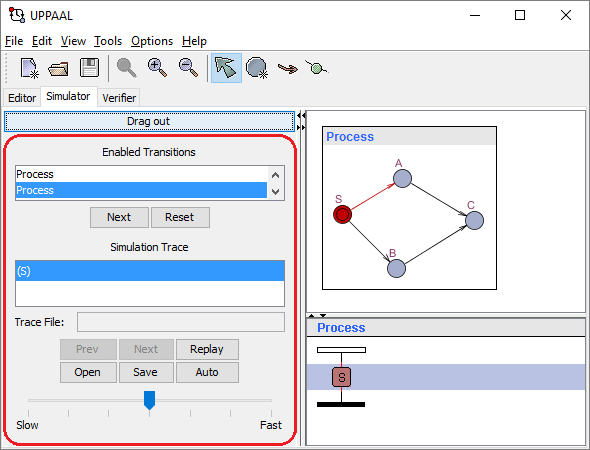 UPPAAL
File Edit View Tools Options Help
Editor Simulator Verifier
Drag out
Enabled Transitions
Process
Process
Next Reset
Simulation Trace
(S)
Trace File:
Prev Next Replay
Open Save Auto
Slow Fast
Process
A
S
C
B
Process
S